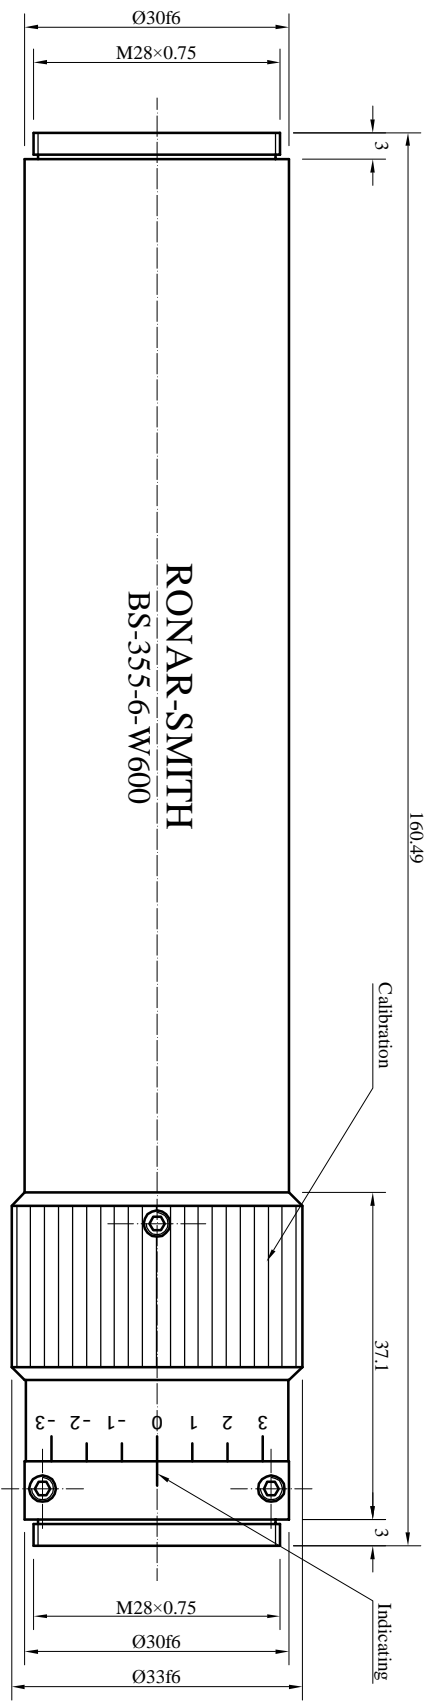 Ø30f6
M28×0.75
3
160.49
RONAR-SMITH
BS-355-6-W600
Calibration
37.1
-3 -2 -1 0 1 2 3
3
Indicating
M28×0.75
Ø30f6
Ø33f6